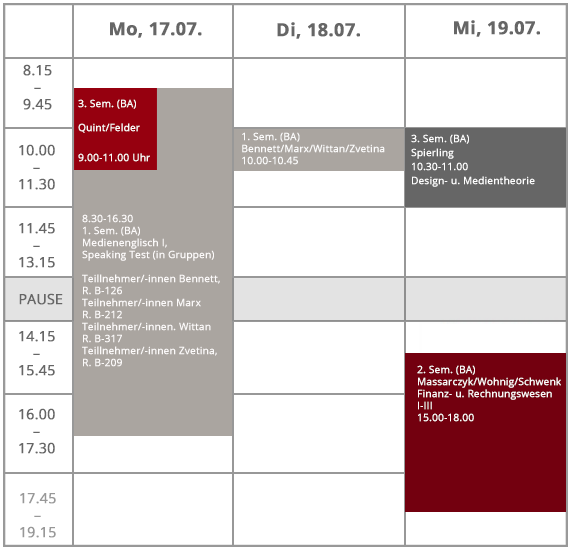 Mo, 17.07.
Di, 18.07.
Mi, 19.07.
8.15
–
9.45
10.00
–
11.30
11.45
–
13.15
PAUSE
14.15
–
15.45
16.00
–
17.30
17.45
–
19.15
3. Sem. (BA)
Quint/Felder
9.00-11.00 Uhr
8.30-16.30
1. Sem. (BA)
Medienenglisch I,
Speaking Test (in Gruppen)
Teillnehmer/-innen Bennett,
R. B-126
Teilnehmer/-innen Marx
R. B-212
Teilnehmer/-innen. Wittan
R. B-317
Teillnehmer/-innen Zvetina,
R. B-209
1. Sem. (BA)
Bennett/Marx/Wittan/Zvetina
10.00-10.45
3. Sem. (BA)
Spierling
10.30-11.00
Design- u. Medientheorie
2. Sem. (BA)
Massarczyk/Wohnig/Schwenk
Finanz- u. Rechnungswesen
I-III
15.00-18.00